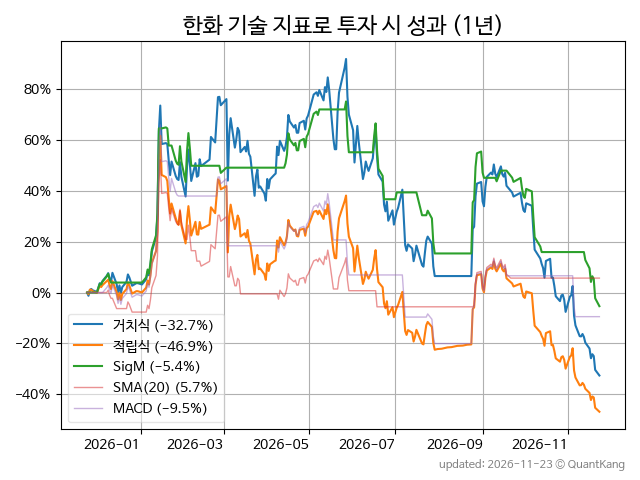 한화 기술 지표로 투자 시 성과 (1년)
80%
60%
40%
20%
0%
−20%
−40%
거치식 (−32.7%)
적립식 (−46.9%)
SigM (−5.4%)
SMA(20) (5.7%)
MACD (−9.5%)
2026−01 2026−03 2026−05 2026−07 2026−09 2026−11
updated: 2026−11−23 ⓒ QuantKang